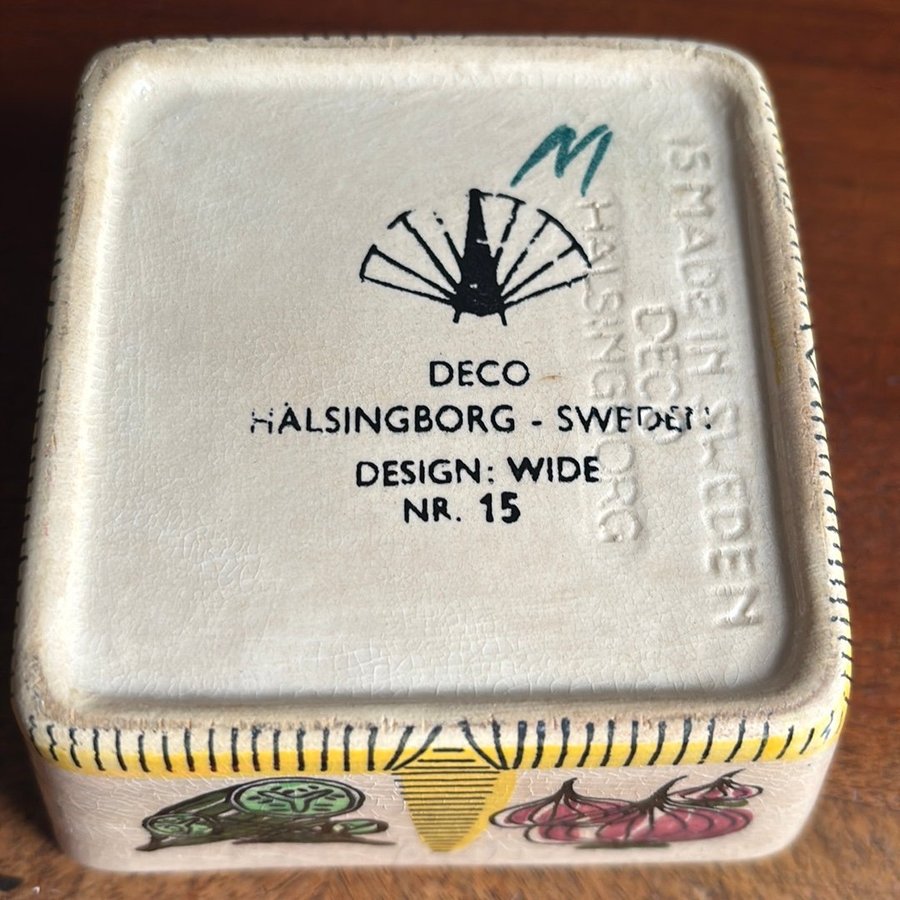 M
DECO
HÄLSINGBORG - SWEDEN
DESIGN: WIDE
NR. 15
MADE IN SWEDEN
DECO
HÄLSINGBORG
15